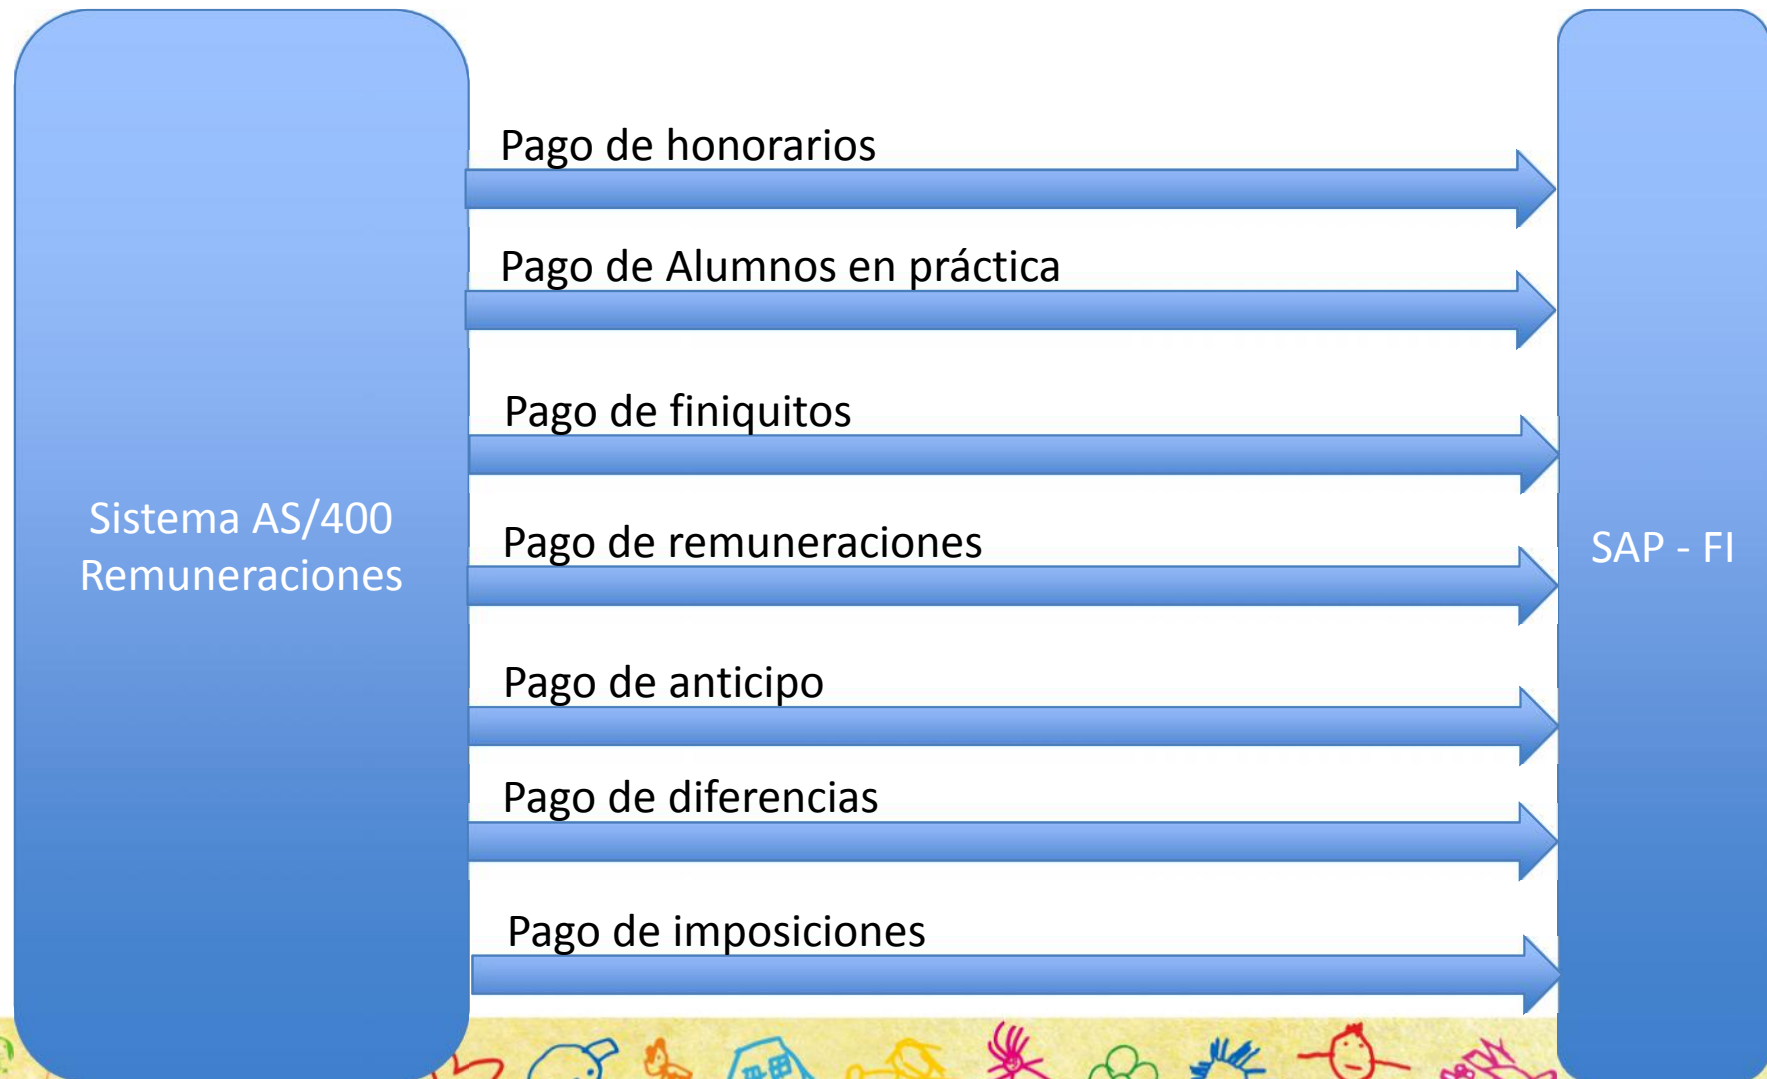 Pago de honorarios
Pago de Alumnos en práctica
Pago de finiquitos
Sistema AS/400
Remuneraciones
Pago de remuneraciones
SAP - FI
Pago de anticipo
Pago de diferencias
Pago de imposiciones